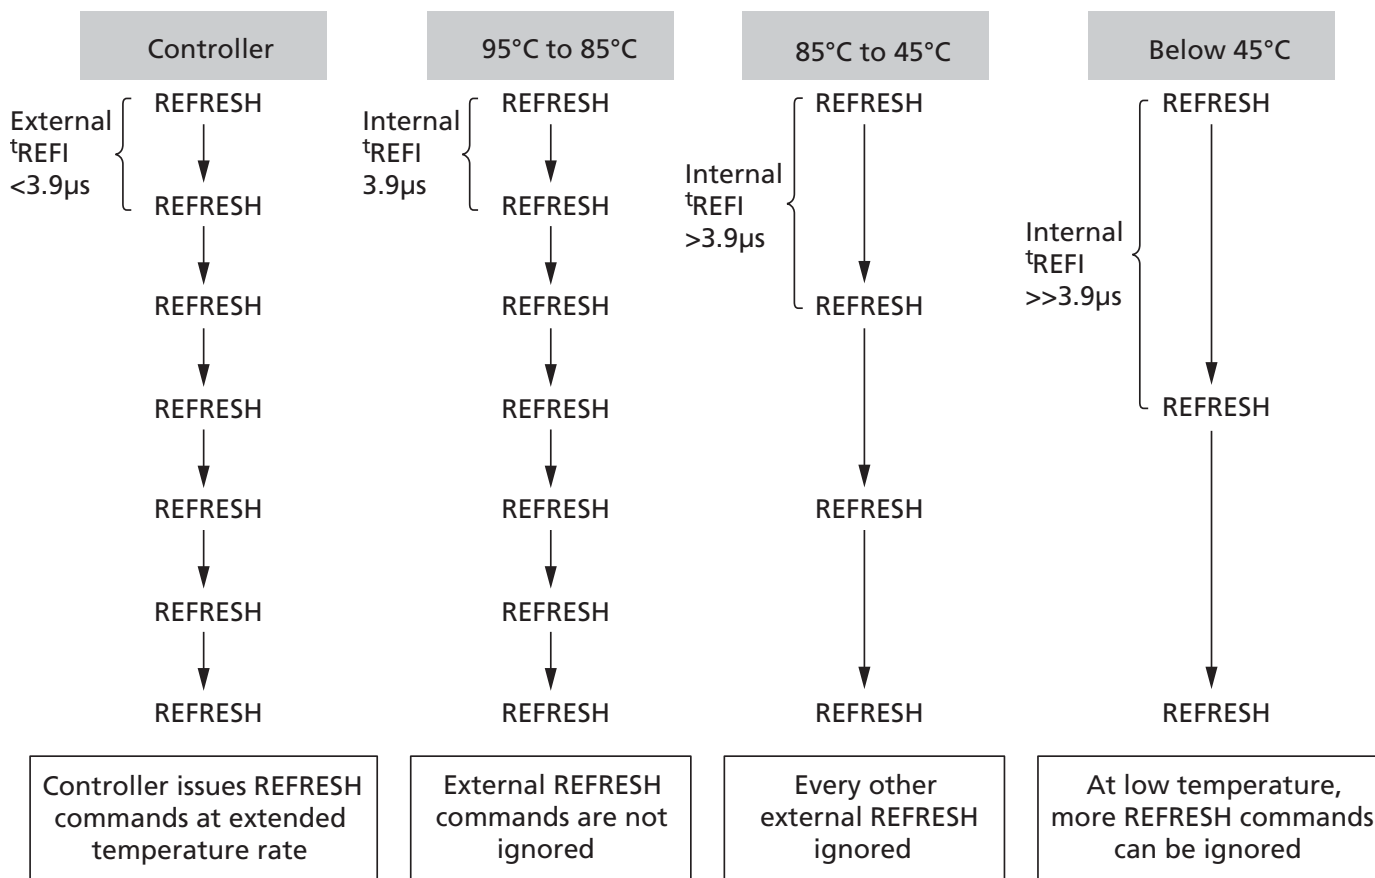 Controller
REFRESH
External
tREFI
<3.9µs
REFRESH
REFRESH
REFRESH
REFRESH
REFRESH
REFRESH
Controller issues REFRESH
commands at extended
temperature rate
95°C to 85°C
REFRESH
Internal
tREFI
3.9µs
REFRESH
REFRESH
REFRESH
REFRESH
REFRESH
REFRESH
External REFRESH
commands are not
ignored
85°C to 45°C
REFRESH
Internal
tREFI
>3.9µs
REFRESH
REFRESH
REFRESH
Every other
external REFRESH
ignored
Below 45°C
REFRESH
Internal
tREFI
>>3.9µs
REFRESH
REFRESH
At low temperature,
more REFRESH commands
can be ignored